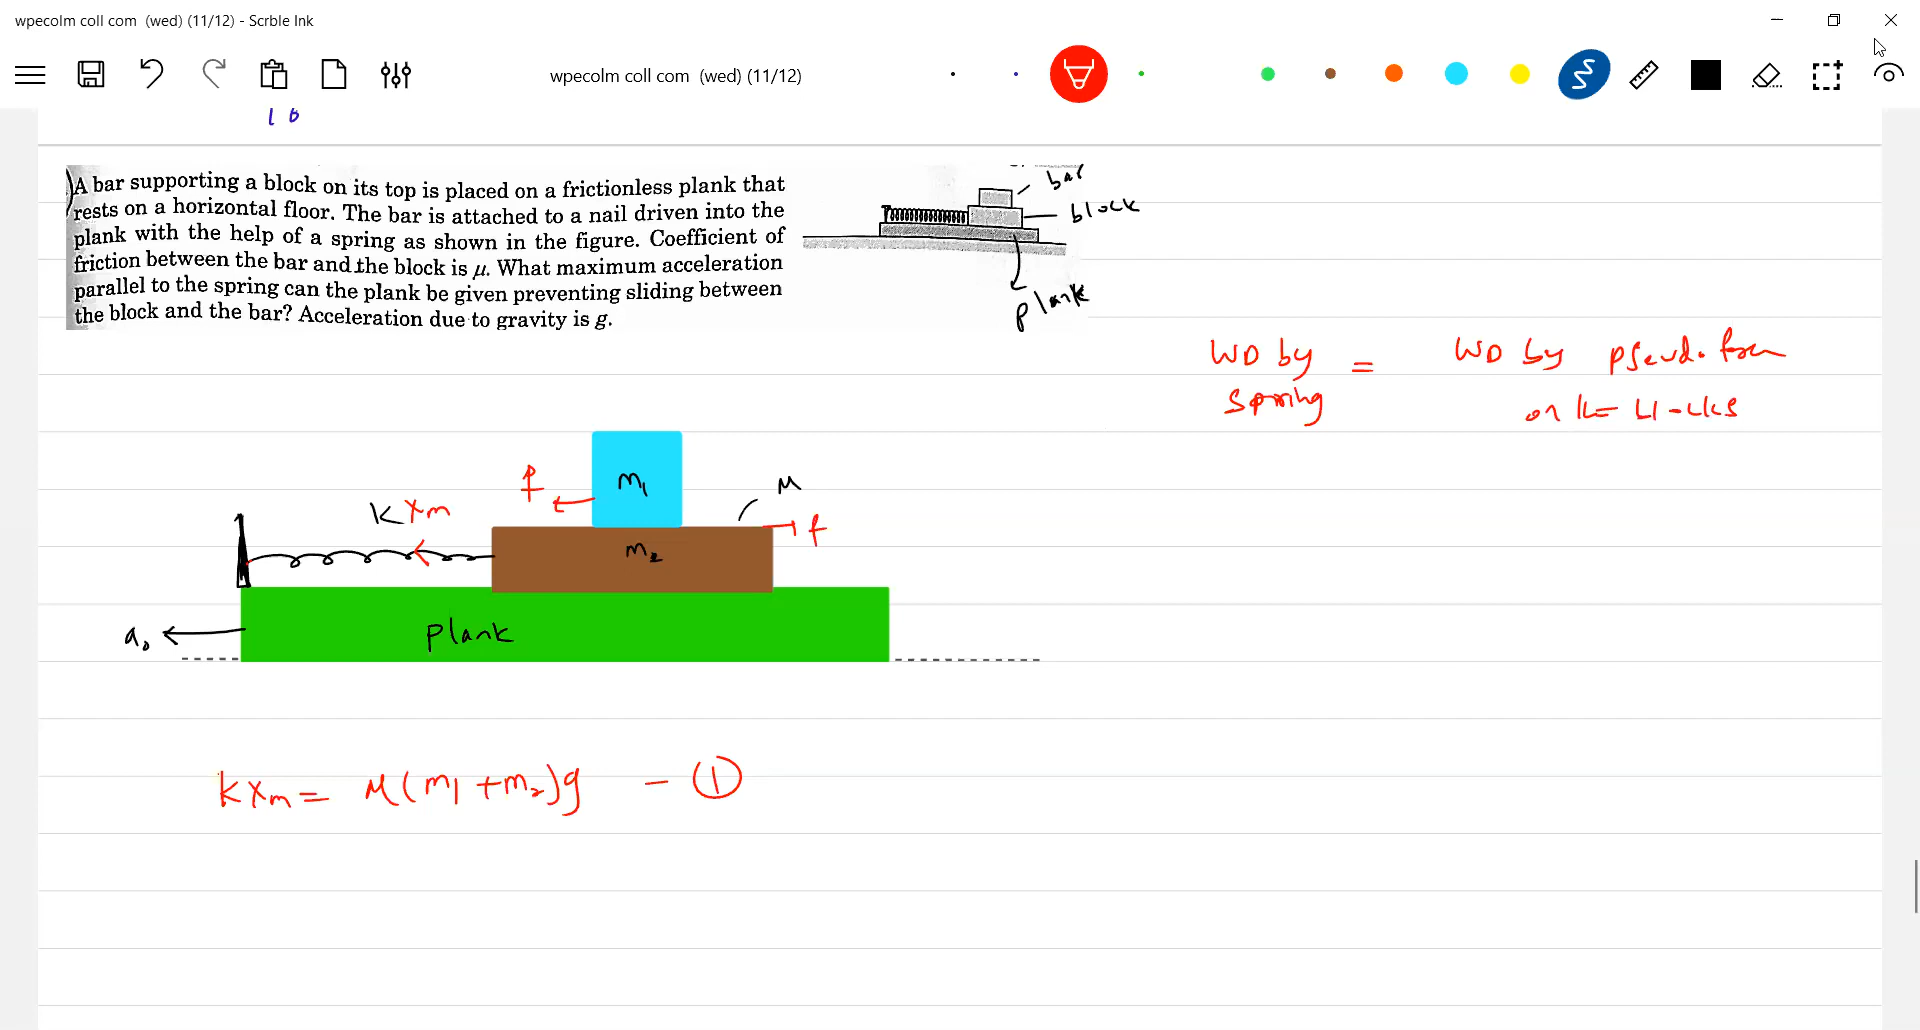 wpecolm coll com (wed) (11/12) - Scrble Ink
wpecolm coll com (wed) (11/12)
10
A bar supporting a block on its top is placed on a frictionless plank that
rests on a horizontal floor. The bar is attached to a nail driven into the
plank with the help of a spring as shown in the figure. Coefficient of
friction between the bar and the block is μ. What maximum acceleration
parallel to the spring can the plank be given preventing sliding between
the block and the bar? Acceleration due to gravity is g.
bar
block
plank
WD by
spring
=
WD by pseudo force
on
f
m₁
μ
k xm
f
m₂
a₀
plank
kxm = μ(m₁ + m₂)g - ①